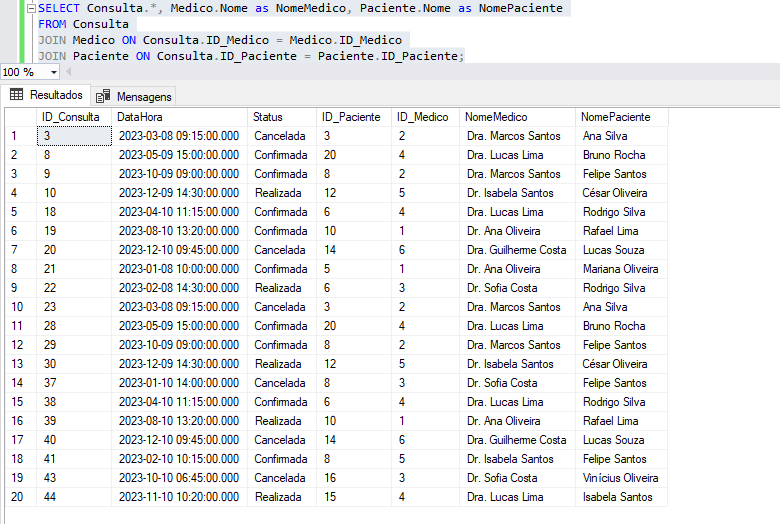 SELECT Consulta.*, Medico.Nome as NomeMedico, Paciente.Nome as NomePaciente
FROM Consulta
JOIN Medico ON Consulta.ID_Medico = Medico.ID_Medico
JOIN Paciente ON Consulta.ID_Paciente = Paciente.ID_Paciente;
100 %
Resultados Mensagens
ID_Consulta DataHora Status ID_Paciente ID_Medico NomeMedico NomePaciente
1 3 2023-03-08 09:15:00.000 Cancelada 3 2 Dra. Marcos Santos Ana Silva
2 8 2023-05-09 15:00:00.000 Confirmada 20 4 Dra. Lucas Lima Bruno Rocha
3 9 2023-10-09 09:00:00.000 Confirmada 8 2 Dra. Marcos Santos Felipe Santos
4 10 2023-12-09 14:30:00.000 Realizada 12 5 Dr. Isabela Santos César Oliveira
5 18 2023-04-10 11:15:00.000 Confirmada 6 4 Dra. Lucas Lima Rodrigo Silva
6 19 2023-08-10 13:20:00.000 Confirmada 10 1 Dr. Ana Oliveira Rafael Lima
7 20 2023-12-10 09:45:00.000 Cancelada 14 6 Dra. Guilherme Costa Lucas Souza
8 21 2023-01-08 10:00:00.000 Confirmada 5 1 Dr. Ana Oliveira Mariana Oliveira
9 22 2023-02-08 14:30:00.000 Realizada 6 3 Dr. Sofia Costa Rodrigo Silva
10 23 2023-03-08 09:15:00.000 Cancelada 3 2 Dra. Marcos Santos Ana Silva
11 28 2023-05-09 15:00:00.000 Confirmada 20 4 Dra. Lucas Lima Bruno Rocha
12 29 2023-10-09 09:00:00.000 Confirmada 8 2 Dra. Marcos Santos Felipe Santos
13 30 2023-12-09 14:30:00.000 Realizada 12 5 Dr. Isabela Santos César Oliveira
14 37 2023-01-10 14:00:00.000 Cancelada 8 3 Dr. Sofia Costa Felipe Santos
15 38 2023-04-10 11:15:00.000 Confirmada 6 4 Dra. Lucas Lima Rodrigo Silva
16 39 2023-08-10 13:20:00.000 Realizada 10 1 Dr. Ana Oliveira Rafael Lima
17 40 2023-12-10 09:45:00.000 Cancelada 14 6 Dra. Guilherme Costa Lucas Souza
18 41 2023-02-10 10:15:00.000 Confirmada 8 5 Dr. Isabela Santos Felipe Santos
19 43 2023-10-10 06:45:00.000 Cancelada 16 3 Dr. Sofia Costa Vinícius Oliveira
20 44 2023-11-10 10:20:00.000 Realizada 15 4 Dra. Lucas Lima Isabela Santos